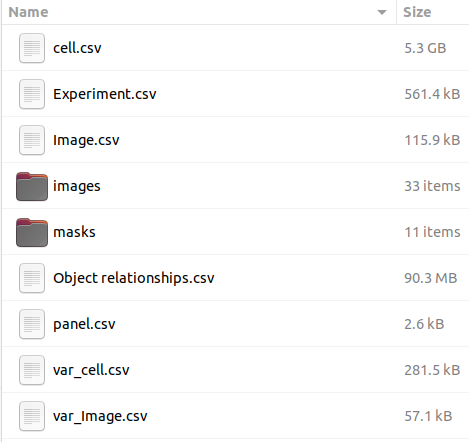 Name Size
cell.csv 5.3 GB
Experiment.csv 561.4 kB
Image.csv 115.9 kB
images 33 items
masks 11 items
Object relationships.csv 90.3 MB
panel.csv 2.6 kB
var_cell.csv 281.5 kB
var_Image.csv 57.1 kB